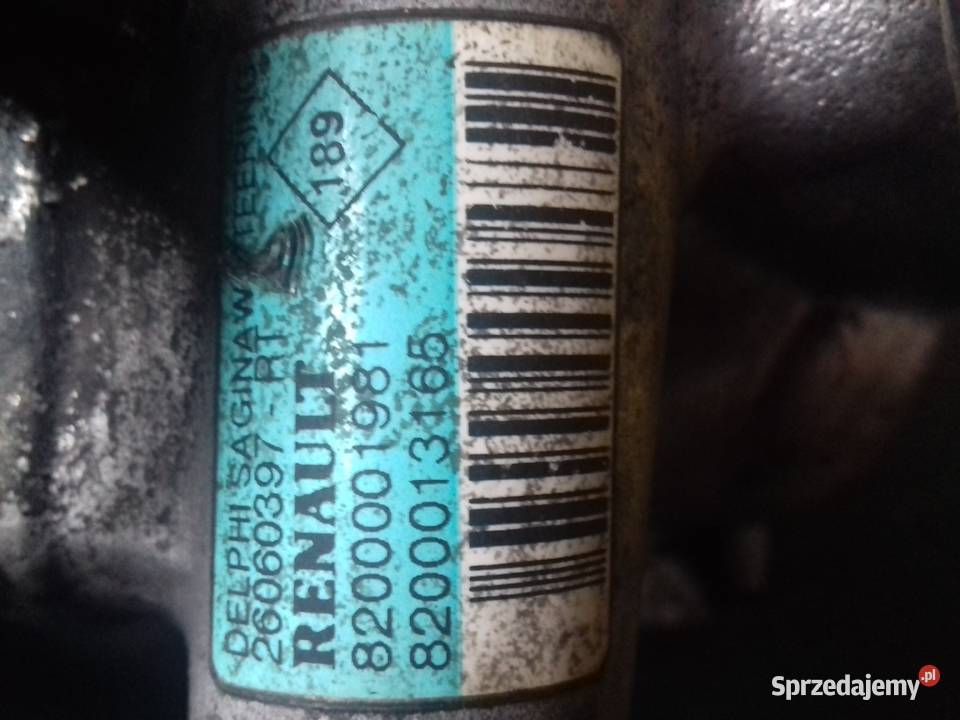 DELPHI SAGINAW STEERING
26060397 - RT
189
RENAULT
8200001981
8200013165
Sprzedajemy.pl